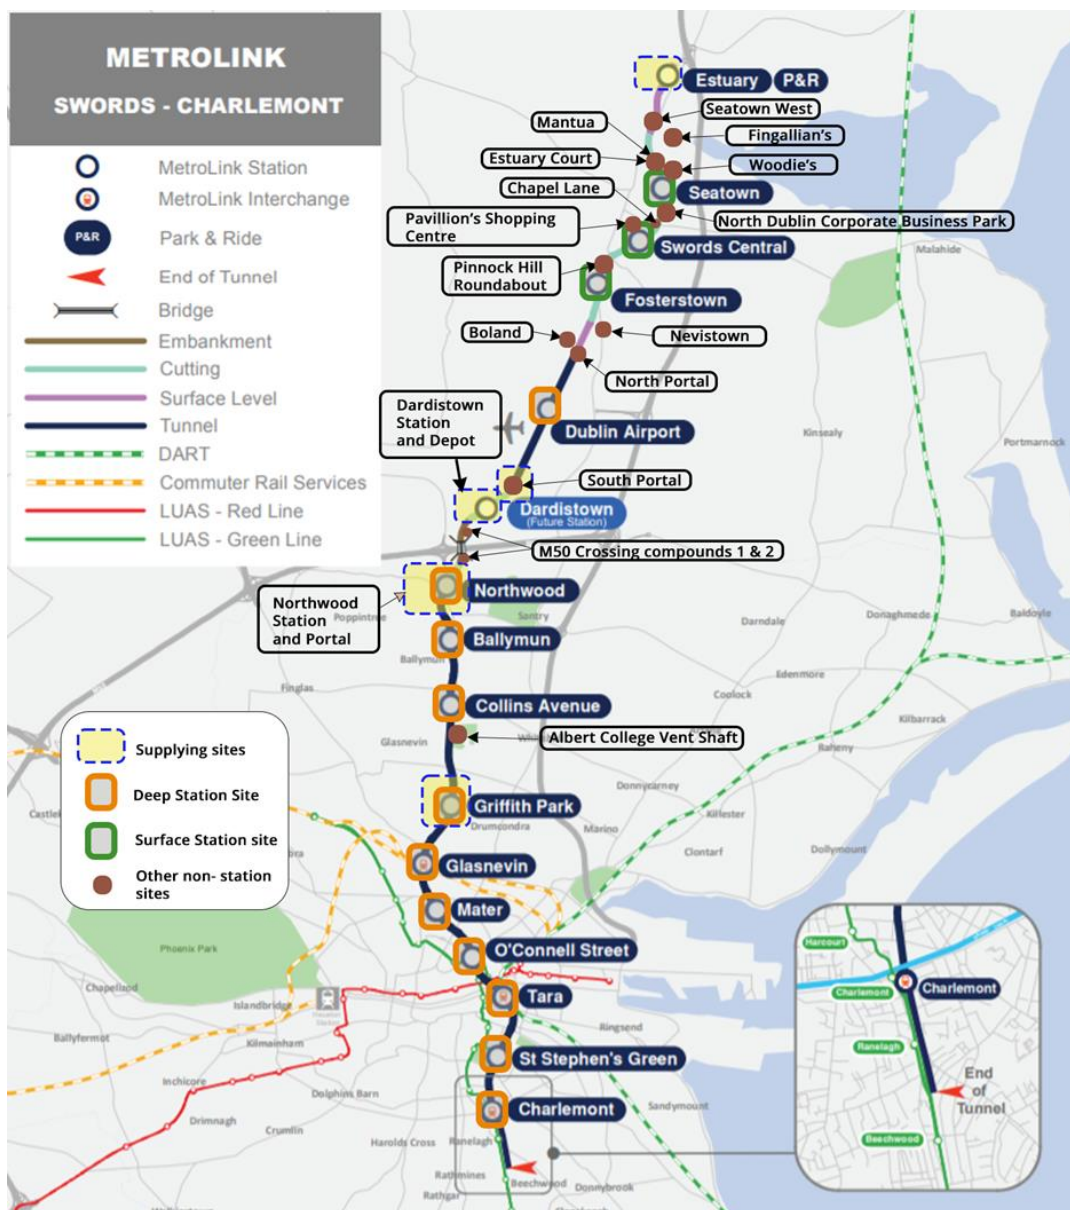 METROLINK
SWORDS - CHARLEMONT
MetroLink Station
MetroLink Interchange
P&R
Park & Ride
End of Tunnel
Bridge
Embankment
Cutting
Surface Level
Tunnel
DART
Commuter Rail Services
LUAS - Red Line
LUAS - Green Line
Estuary
P&R
Seatown West
Mantua
Fingallian's
Estuary Court
Woodie's
Chapel Lane
Seatown
Pavillion's Shopping
Centre
North Dublin Corporate Business Park
Swords Central
Malahide
Pinnock Hill
Roundabout
Fosterstown
Boland
Nevistown
North Portal
Dardistown
Station
and Depot
Dublin Airport
Kinsealy
Portmarnock
South Portal
Dardistown
(Future Station)
M50 Crossing compounds 1 & 2
Northwood
Northwood
Station
and Portal
Poppintree
Santry
Darndale
Donaghmede
Baldoyle
Ballymun
Ballymun
Finglas
Edenmore
Coolock
Collins Avenue
Kilbarrack
Glasnevin
Albert College Vent Shaft
Raheny
Supplying sites
Deep Station Site
Surface Station site
Other non- station
sites
Donnycarney
Griffith Park
Killester
Drumcondra
Marino
Dollymount
Clontarf
Glasnevin
Mater
Phoenix Park
O'Connell Street
Chapelizod
Islandbridge
Tara
Ringsend
Ballyfermot
Kilmainham
St Stephen's Green
Inchicore
Dolphins Barn
Charlemont
Sandymount
Drimnagh
Crumlin
Harolds Cross
Ranelagh
Rathmines
Beechwood
Donnybrook
Rathgar
Harcourt
Charlemont
Charlemont
Ranelagh
End
of
Tunnel
Beechwood